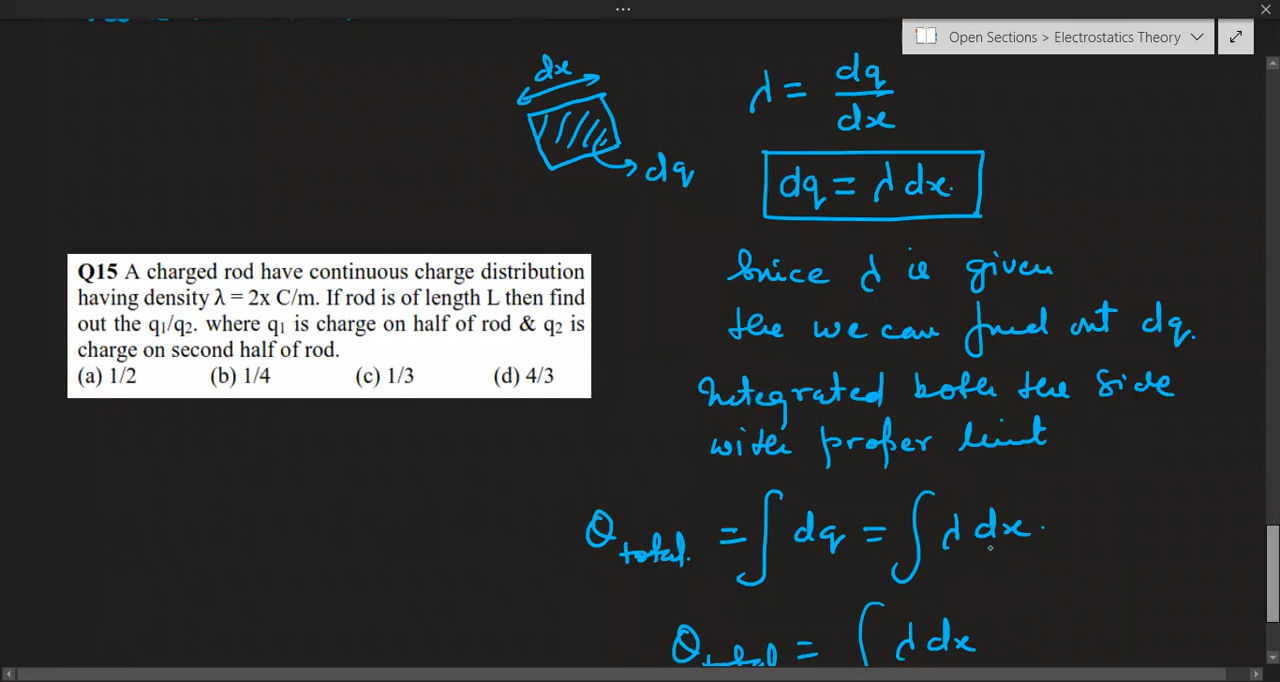 Open Sections > Electrostatics Theory
dx
λ = dq/dx
dq
dq = λ dx.
Q15 A charged rod have continuous charge distribution
having density λ = 2x C/m. If rod is of length L then find
out the q₁/q₂. where q₁ is charge on half of rod & q₂ is
charge on second half of rod.
(a) 1/2 (b) 1/4 (c) 1/3 (d) 4/3
Since λ is given
the we can find out dq.
Integrated both the side
with proper limit
Q total. = ∫ dq = ∫ λ dx.
Q total = ∫ λ dx